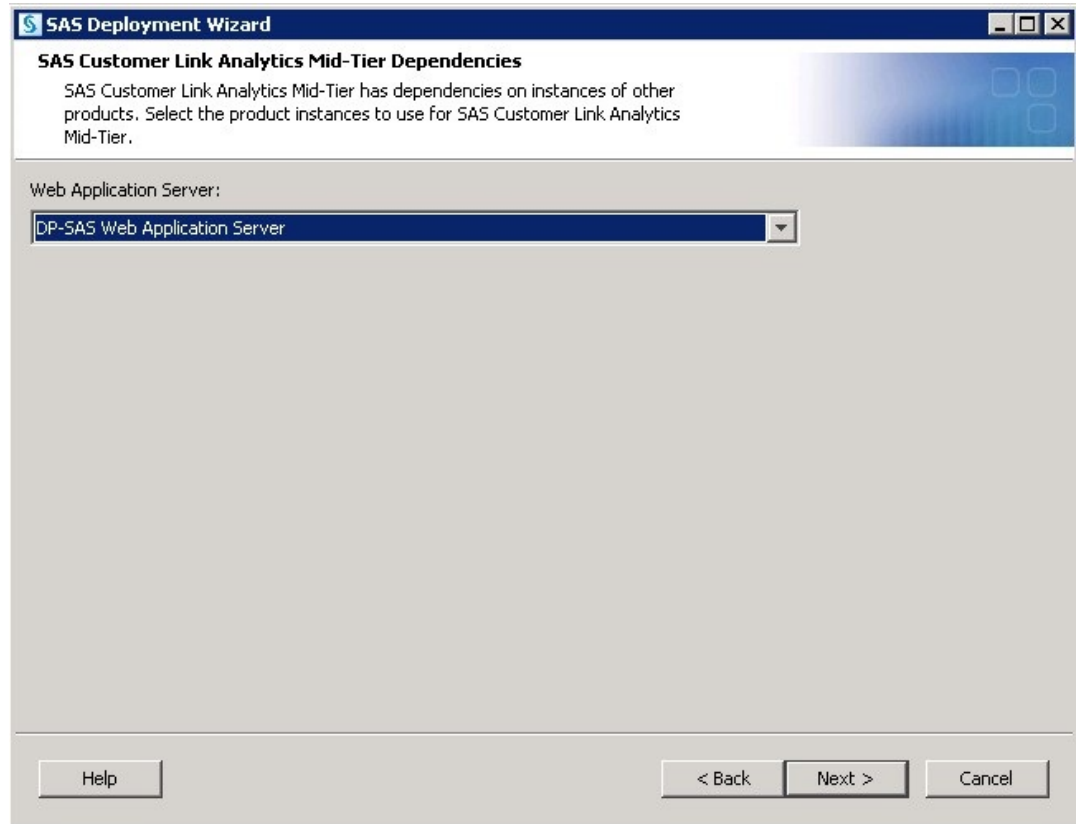 SAS Deployment Wizard
SAS Customer Link Analytics Mid-Tier Dependencies
SAS Customer Link Analytics Mid-Tier has dependencies on instances of other
products. Select the product instances to use for SAS Customer Link Analytics
Mid-Tier.
Web Application Server:
DP-SAS Web Application Server
Help
< Back
Next >
Cancel